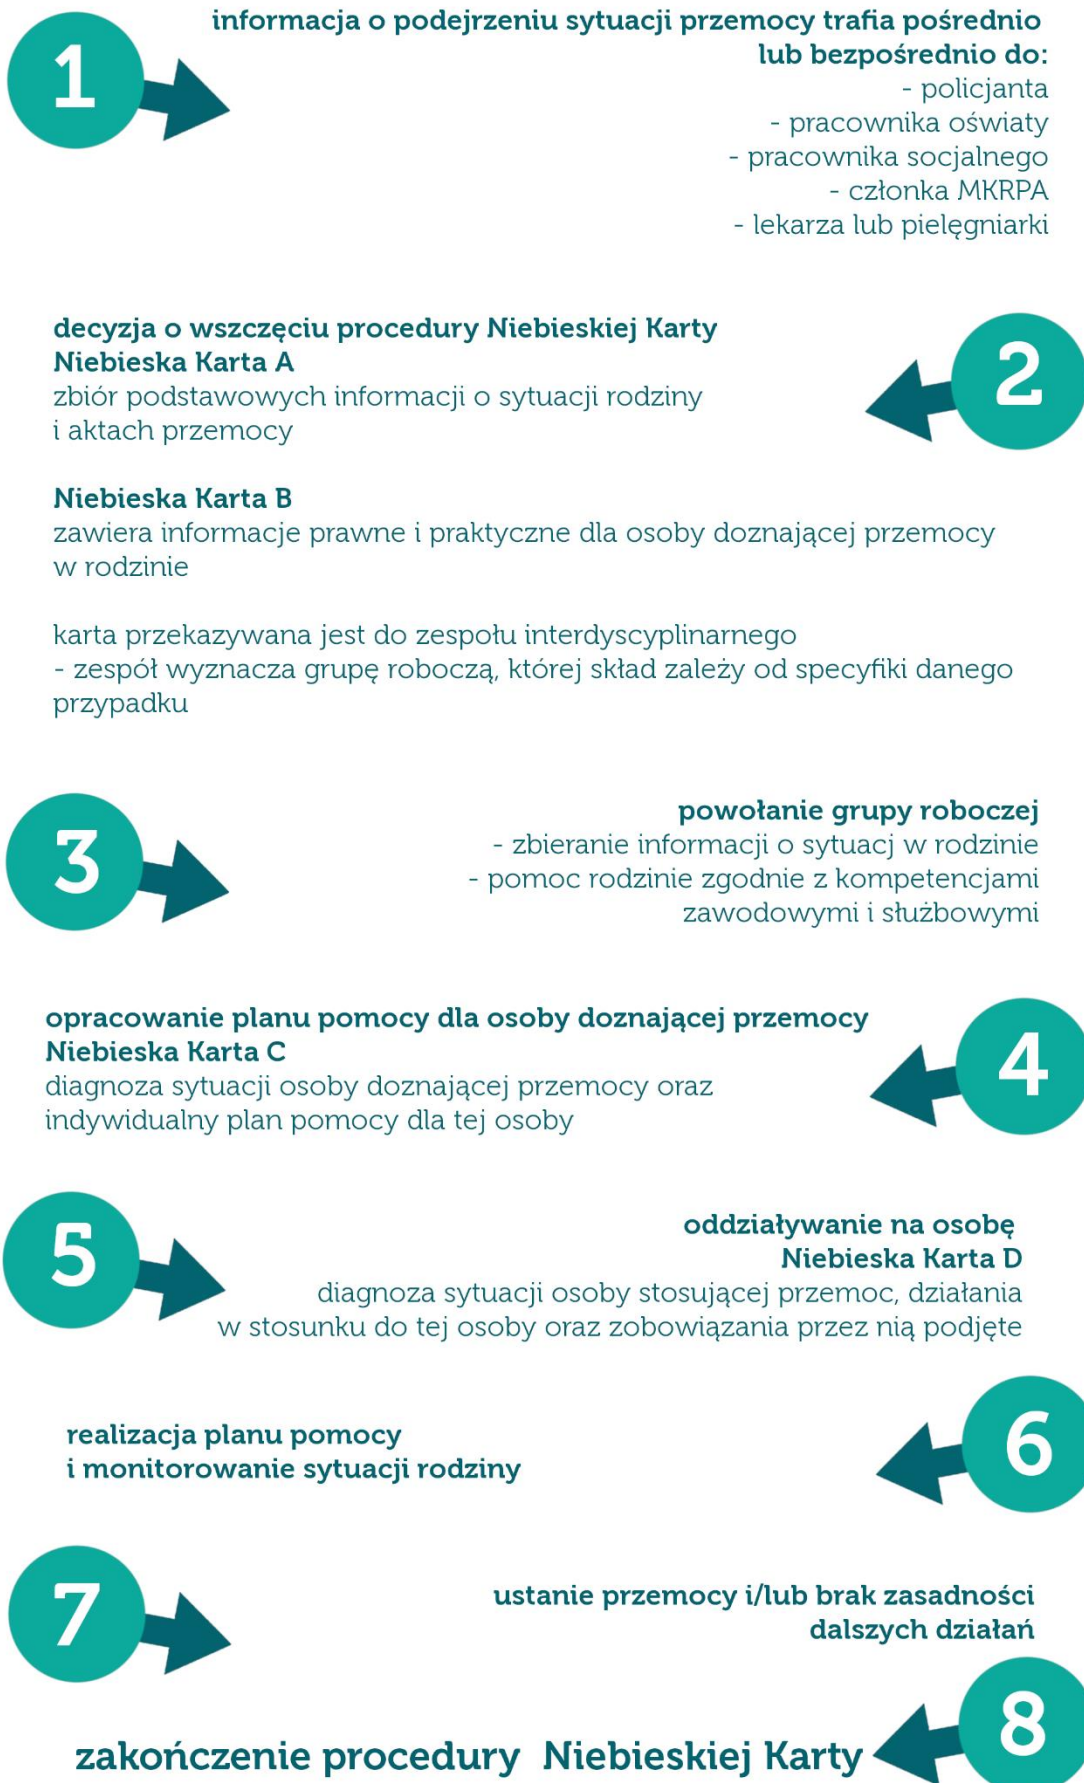 1
informacja o podejrzeniu sytuacji przemocy trafia pośrednio
lub bezpośrednio do:
- policjanta
- pracownika oświaty
- pracownika socjalnego
- członka MKRPA
- lekarza lub pielęgniarki
2
decyzja o wszczęciu procedury Niebieskiej Karty
Niebieska Karta A
zbiór podstawowych informacji o sytuacji rodziny
i aktach przemocy
Niebieska Karta B
zawiera informacje prawne i praktyczne dla osoby doznającej przemocy
w rodzinie
karta przekazywana jest do zespołu interdyscyplinarnego
- zespół wyznacza grupę roboczą, której skład zależy od specyfiki danego
przypadku
3
powołanie grupy roboczej
- zbieranie informacji o sytuacj w rodzinie
- pomoc rodzinie zgodnie z kompetencjami
zawodowymi i służbowymi
4
opracowanie planu pomocy dla osoby doznającej przemocy
Niebieska Karta C
diagnoza sytuacji osoby doznającej przemocy oraz
indywidualny plan pomocy dla tej osoby
5
oddziaływanie na osobę
Niebieska Karta D
diagnoza sytuacji osoby stosującej przemoc, działania
w stosunku do tej osoby oraz zobowiązania przez nią podjęte
6
realizacja planu pomocy
i monitorowanie sytuacji rodziny
7
ustanie przemocy i/lub brak zasadności
dalszych działań
8
zakończenie procedury Niebieskiej Karty